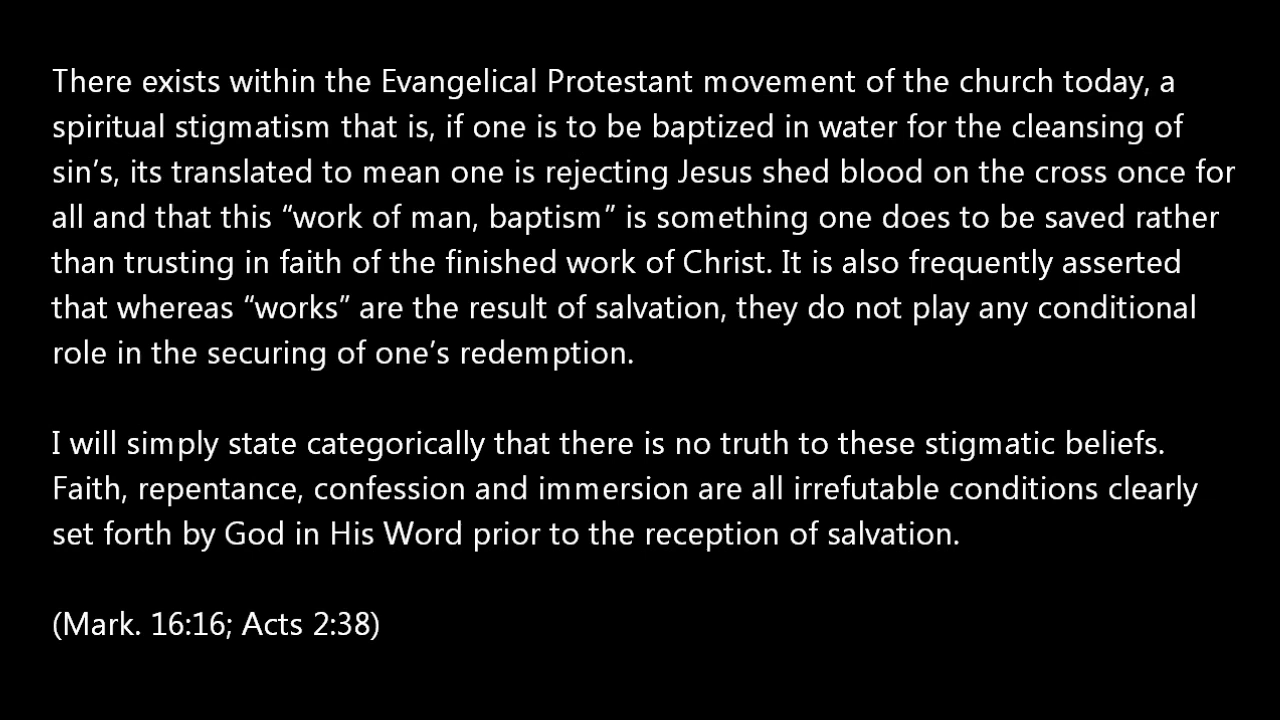 There exists within the Evangelical Protestant movement of the church today, a
spiritual stigmatism that is, if one is to be baptized in water for the cleansing of
sin’s, its translated to mean one is rejecting Jesus shed blood on the cross once for
all and that this “work of man, baptism” is something one does to be saved rather
than trusting in faith of the finished work of Christ. It is also frequently asserted
that whereas “works” are the result of salvation, they do not play any conditional
role in the securing of one’s redemption.
I will simply state categorically that there is no truth to these stigmatic beliefs.
Faith, repentance, confession and immersion are all irrefutable conditions clearly
set forth by God in His Word prior to the reception of salvation.
(Mark. 16:16; Acts 2:38)